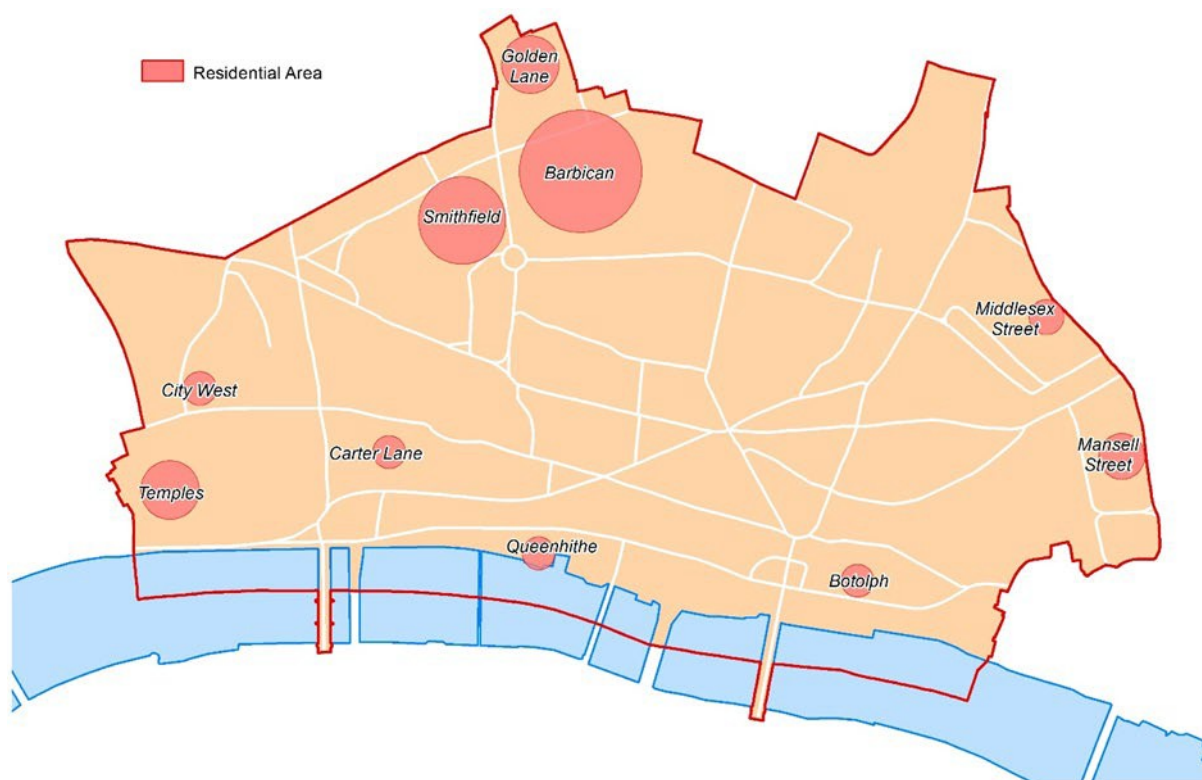 Golden
Lane
Residential Area
Barbican
Smithfield
Middlesex
Street
City West
Carter Lane
Mansell
Street
Temples
Queenhithe
Botolph